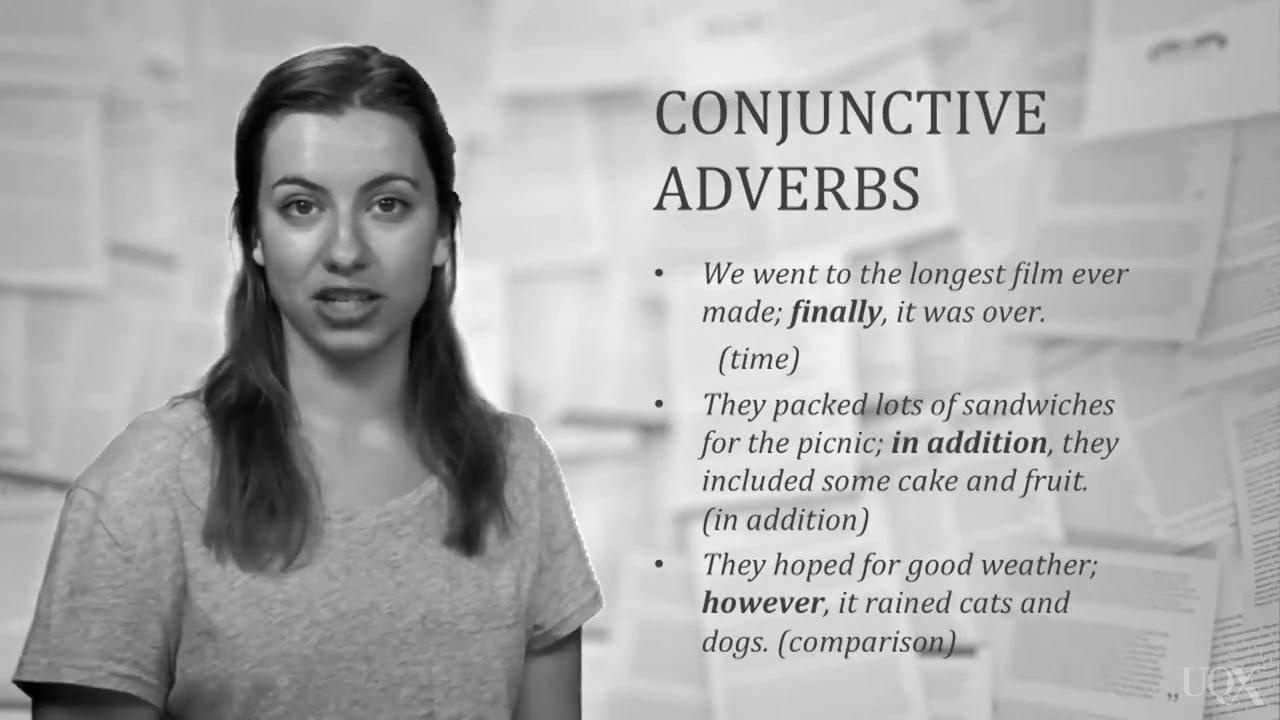 CONJUNCTIVE
ADVERBS
• We went to the longest film ever
made; finally, it was over.
(time)
• They packed lots of sandwiches
for the picnic; in addition, they
included some cake and fruit.
(in addition)
• They hoped for good weather;
however, it rained cats and
dogs. (comparison)
UQX